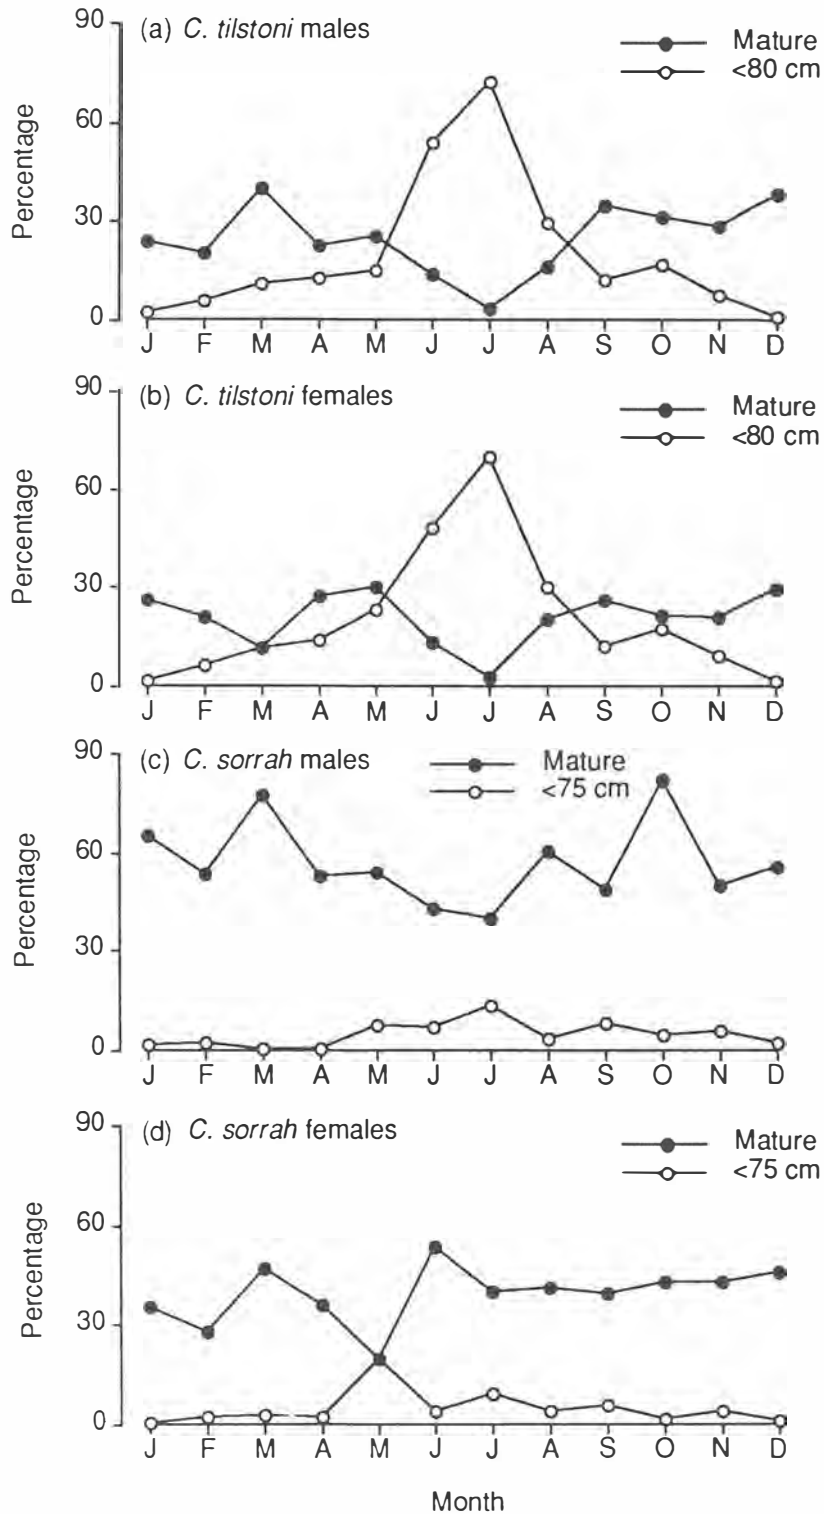 (a) C. tilstoni males
Mature
<80 cm
Percentage
90
60
30
0
J F M A M J J A S O N D
(b) C. tilstoni females
Mature
<80 cm
Percentage
90
60
30
0
J F M A M J J A S O N D
(c) C. sorrah males
Mature
<75 cm
Percentage
90
60
30
0
J F M A M J J A S O N D
(d) C. sorrah females
Mature
<75 cm
Percentage
90
60
30
0
J F M A M J J A S O N D
Month